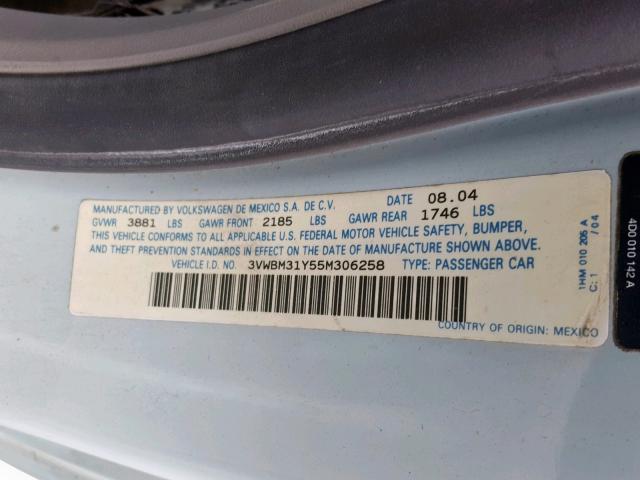 MANUFACTURED BY VOLKSWAGEN DE MEXICO S.A. DE C.V. DATE 08.04
GVWR 3881 LBS GAWR FRONT 2185 LBS GAWR REAR 1746 LBS
THIS VEHICLE CONFORMS TO ALL APPLICABLE FEDERAL MOTOR VEHICLE SAFETY, BUMPER,
AND THEFT PREVENTION STANDARDS IN EFFECT ON THE DATE OF MANUFACTURE SHOWN ABOVE.
VEHICLE I.D. NO. 3VWBM31Y55M306258 TYPE: PASSENGER CAR
COUNTRY OF ORIGIN: MEXICO
1HM 010 205 A
C: 1 / 04
4D0 010 142 A